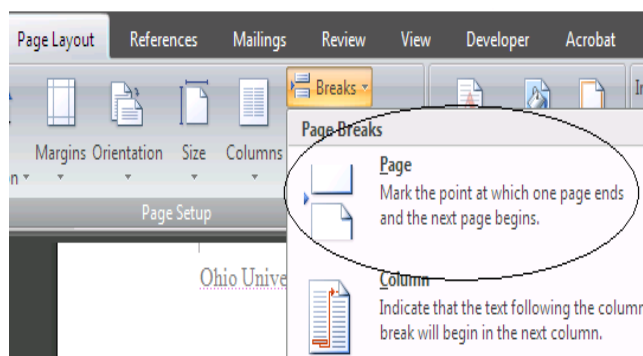 Page Layout References Mailings Review View Developer Acrobat
Breaks
Margins Orientation Size Columns
Page Setup
Page Breaks
Page
Mark the point at which one page ends
and the next page begins.
Column
Indicate that the text following the column
break will begin in the next column.
Ohio